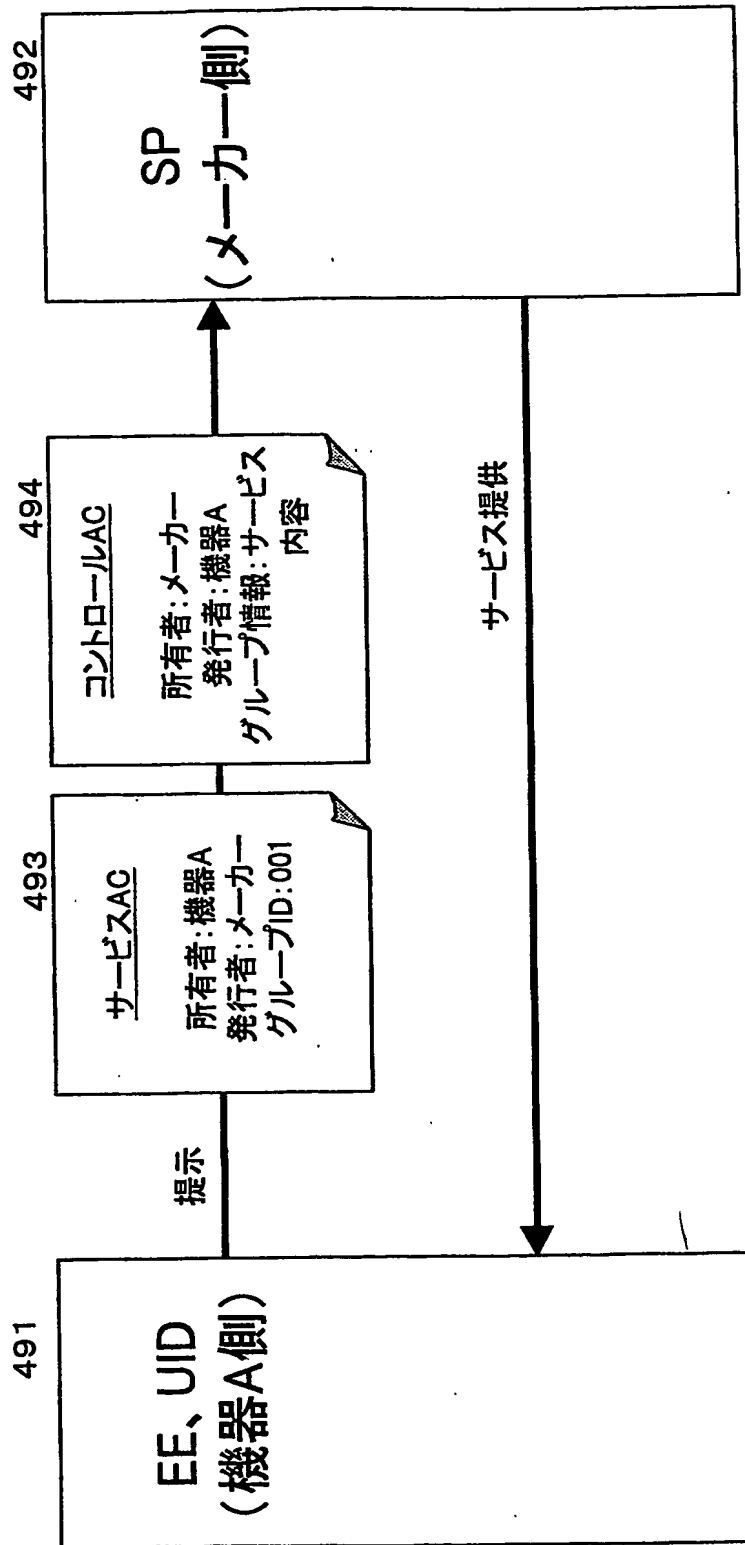 491
EE、UID
(機器A側)
提示
493
サービスAC
所有者:機器A
発行者:メーカー
グループID:001
494
コントロールAC
所有者:メーカー
発行者:機器A
グループ情報:サービス
内容
492
SP
(メーカー側)
サービス提供